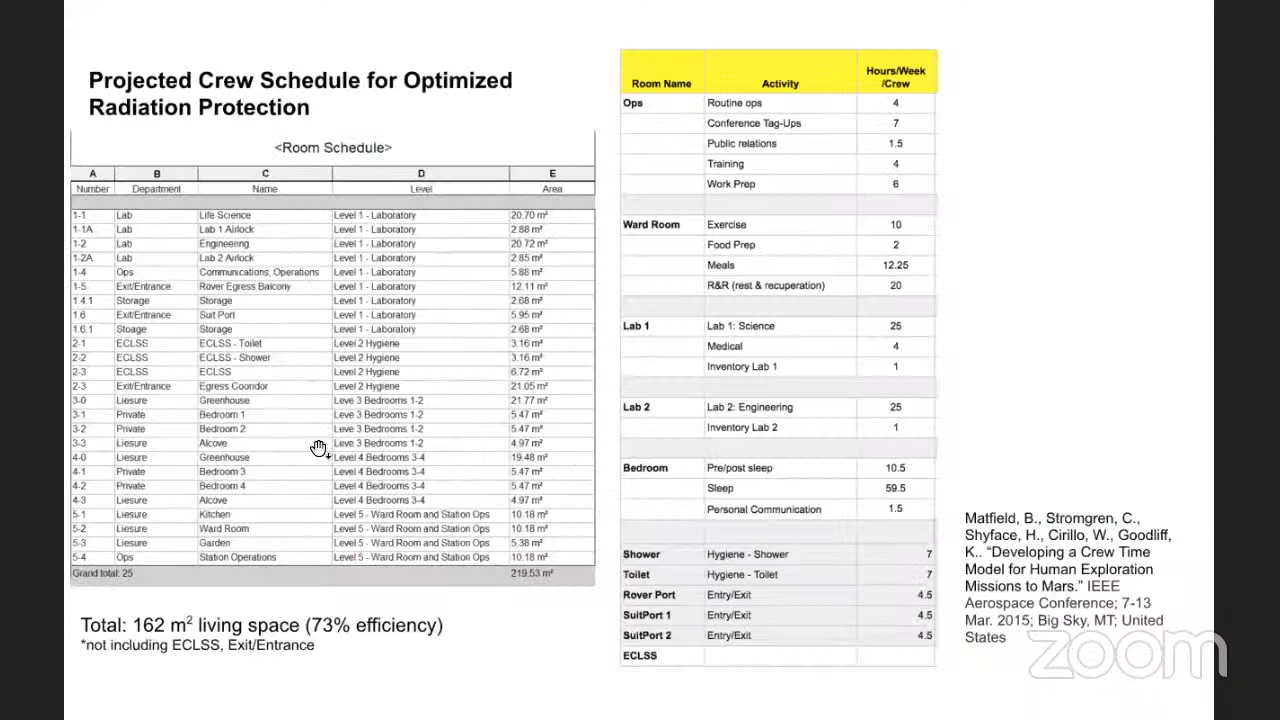 Projected Crew Schedule for Optimized
Radiation Protection
<Room Schedule>
A B C D E
Number Department Name Level Area
1-1 Lab Life Science Level 1 - Laboratory 20.70 m²
1-1A Lab Lab 1 Airlock Level 1 - Laboratory 2.88 m²
1-2 Lab Engineering Level 1 - Laboratory 20.72 m²
1-2A Lab Lab 2 Airlock Level 1 - Laboratory 2.85 m²
1-4 Ops Communications, Operations Level 1 - Laboratory 5.88 m²
1-5 Exit/Entrance Rover Egress Balcony Level 1 - Laboratory 12.11 m²
1.4.1 Storage Storage Level 1 - Laboratory 2.68 m²
1.6 Exit/Entrance Suit Port Level 1 - Laboratory 5.95 m²
1.6.1 Stoage Storage Level 1 - Laboratory 2.68 m²
2-1 ECLSS ECLSS - Toilet Level 2 Hygiene 3.16 m²
2-2 ECLSS ECLSS - Shower Level 2 Hygiene 3.16 m²
2-3 ECLSS ECLSS Level 2 Hygiene 6.72 m²
2-3 Exit/Entrance Egress Cooridor Level 2 Hygiene 21.05 m²
3-0 Liesure Greenhouse Leve 3 Bedrooms 1-2 21.77 m²
3-1 Private Bedroom 1 Leve 3 Bedrooms 1-2 5.47 m²
3-2 Private Bedroom 2 Leve 3 Bedrooms 1-2 5.47 m²
3-3 Liesure Alcove Leve 3 Bedrooms 1-2 4.97 m²
4-0 Liesure Greenhouse Level 4 Bedrooms 3-4 19.48 m²
4-1 Private Bedroom 3 Level 4 Bedrooms 3-4 5.47 m²
4-2 Private Bedroom 4 Level 4 Bedrooms 3-4 5.47 m²
4-3 Liesure Alcove Level 4 Bedrooms 3-4 4.97 m²
5-1 Liesure Kitchen Level 5 - Ward Room and Station Ops 10.18 m²
5-2 Liesure Ward Room Level 5 - Ward Room and Station Ops 10.18 m²
5-3 Liesure Garden Level 5 - Ward Room and Station Ops 5.38 m²
5-4 Ops Station Operations Level 5 - Ward Room and Station Ops 10.18 m²
Grand total: 25 219.53 m²
Total: 162 m² living space (73% efficiency)
*not including ECLSS, Exit/Entrance
Hours/Week
Room Name Activity /Crew
Ops Routine ops 4
Conference Tag-Ups 7
Public relations 1.5
Training 4
Work Prep 6
Ward Room Exercise 10
Food Prep 2
Meals 12.25
R&R (rest & recuperation) 20
Lab 1 Lab 1: Science 25
Medical 4
Inventory Lab 1 1
Lab 2 Lab 2: Engineering 25
Inventory Lab 2 1
Bedroom Pre/post sleep 10.5
Sleep 59.5
Personal Communication 1.5
Shower Hygiene - Shower 7
Toilet Hygiene - Toilet 7
Rover Port Entry/Exit 4.5
SuitPort 1 Entry/Exit 4.5
SuitPort 2 Entry/Exit 4.5
ECLSS
Matfield, B., Stromgren, C.,
Shyface, H., Cirillo, W., Goodliff,
K.. “Developing a Crew Time
Model for Human Exploration
Missions to Mars.” IEEE
Aerospace Conference; 7-13
Mar. 2015; Big Sky, MT; United
States
zoom